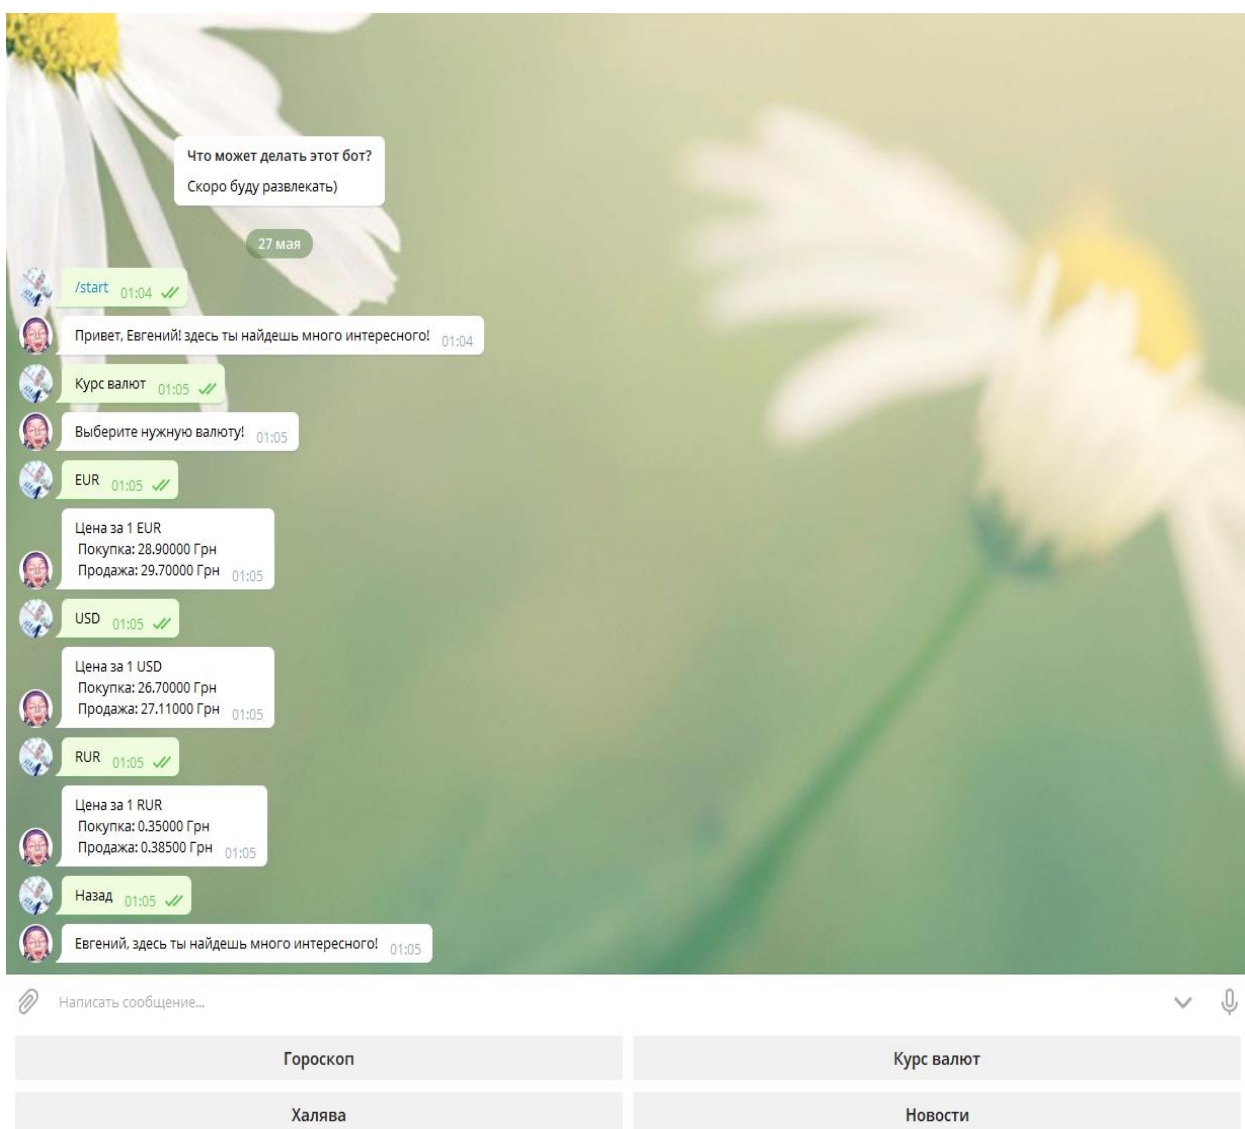 Что может делать этот бот?
Скоро буду развлекать)
27 мая
/start 01:04
Привет, Евгений! здесь ты найдешь много интересного! 01:04
Курс валют 01:05
Выберите нужную валюту! 01:05
EUR 01:05
Цена за 1 EUR
Покупка: 28.90000 Грн
Продажа: 29.70000 Грн 01:05
USD 01:05
Цена за 1 USD
Покупка: 26.70000 Грн
Продажа: 27.11000 Грн 01:05
RUR 01:05
Цена за 1 RUR
Покупка: 0.35000 Грн
Продажа: 0.38500 Грн 01:05
Назад 01:05
Евгений, здесь ты найдешь много интересного! 01:05
Написать сообщение...
Гороскоп Курс валют
Халява Новости